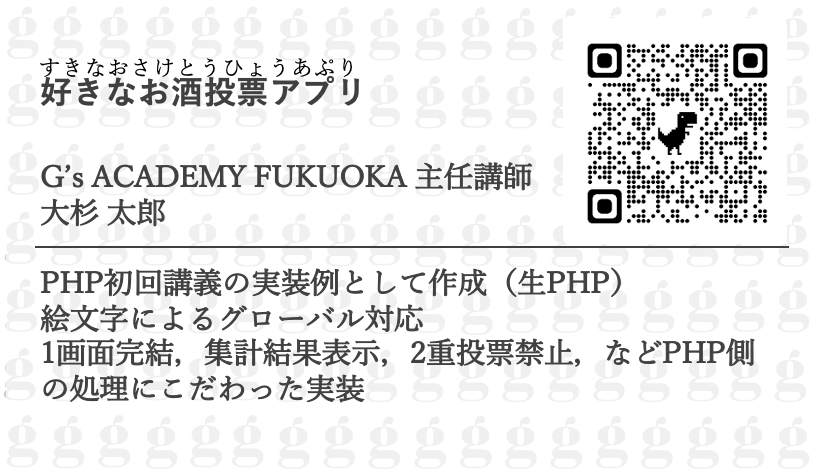 すきなおさけとうひょうあぷり
好きなお酒投票アプリ
G’s ACADEMY FUKUOKA 主任講師
大杉 太郎
PHP初回講義の実装例として作成（生PHP）
絵文字によるグローバル対応
1画面完結，集計結果表示，2重投票禁止，などPHP側
の処理にこだわった実装